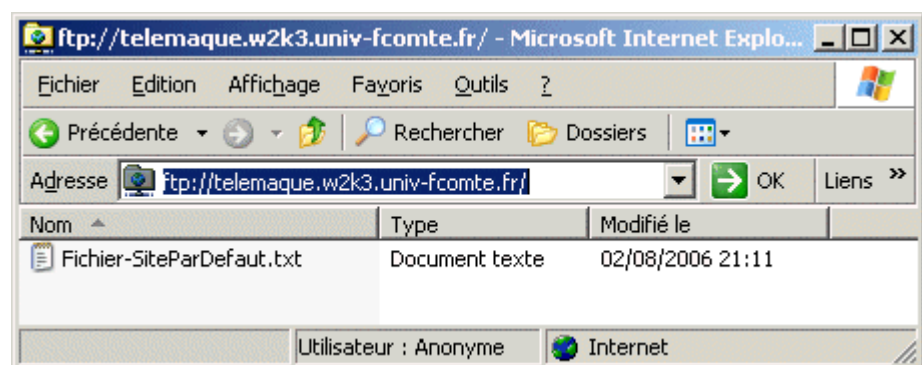 ftp://telemaque.w2k3.univ-fcomte.fr/ - Microsoft Internet Explo...
Fichier Edition Affichage Favoris Outils ?
Précédente Rechercher Dossiers
Adresse ftp://telemaque.w2k3.univ-fcomte.fr/ OK Liens »
Nom Type Modifié le
Fichier-SiteParDefaut.txt Document texte 02/08/2006 21:11
Utilisateur : Anonyme Internet